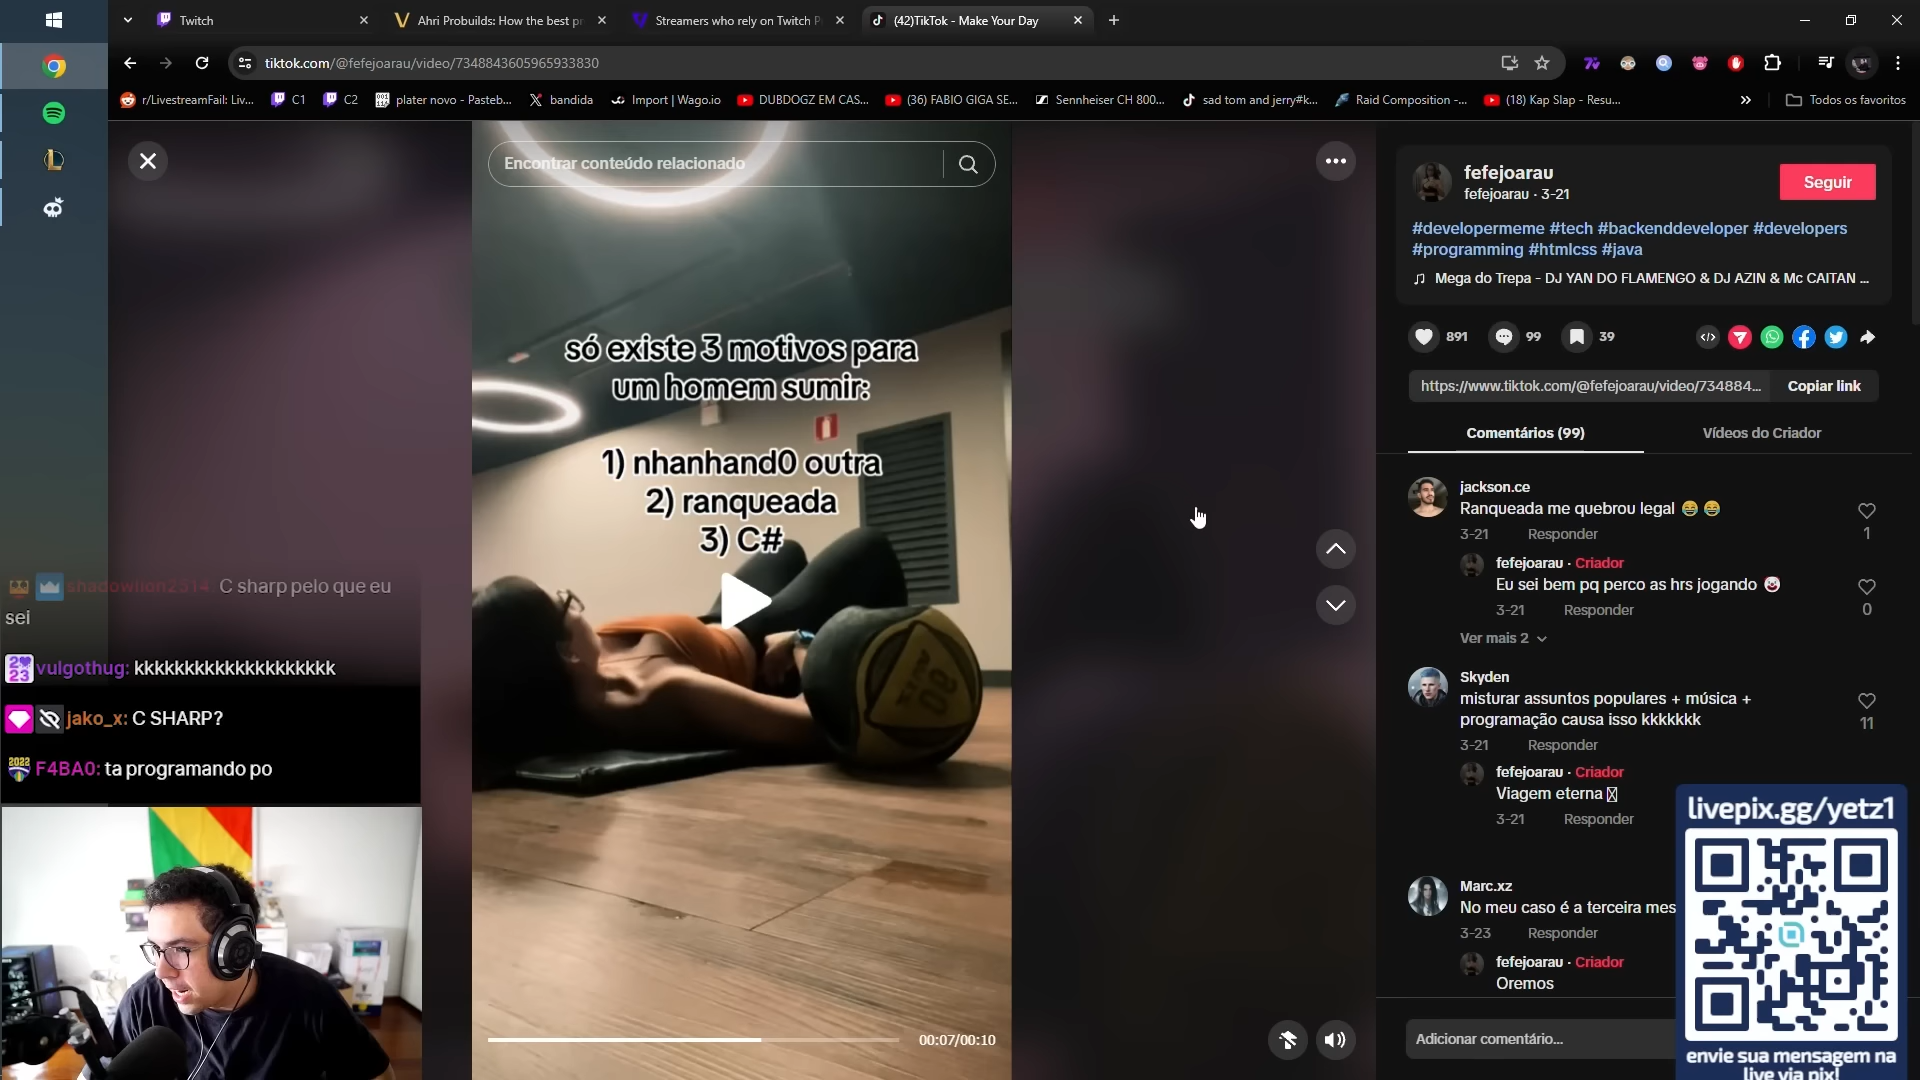 Twitch
Ahri Probuilds: How the best pr
Streamers who rely on Twitch P
(42)TikTok - Make Your Day
tiktok.com/@fefejoarau/video/7348843605965933830
r/LivestreamFail: Liv...
C1
C2
plater novo - Pasteb...
bandida
Import | Wago.io
DUBDOGZ EM CAS...
(36) FABIO GIGA SE...
Sennheiser CH 800...
sad tom and jerry#k...
Raid Composition -...
(18) Kap Slap - Resu...
Todos os favoritos
Encontrar conteúdo relacionado
só existe 3 motivos para
um homem sumir:
1) nhanhand0 outra
2) ranqueada
3) C#
00:07/00:10
shadowlion2514: C sharp pelo que eu
sei
2023
vulgothug: kkkkkkkkkkkkkkkkkkkk
jako_x: C SHARP?
2022
F4BA0: ta programando po
fefejoarau
fefejoarau · 3-21
Seguir
#developermeme #tech #backenddeveloper #developers
#programming #htmlcss #java
Mega do Trepa - DJ YAN DO FLAMENGO & DJ AZIN & Mc CAITAN ...
891
99
39
https://www.tiktok.com/@fefejoarau/video/734884...
Copiar link
Comentários (99)
Vídeos do Criador
jackson.ce
Ranqueada me quebrou legal 😂 😂
3-21 Responder
1
fefejoarau · Criador
Eu sei bem pq perco as hrs jogando 🤡
3-21 Responder
0
Ver mais 2
Skyden
misturar assuntos populares + música +
programação causa isso kkkkkkk
3-21 Responder
11
fefejoarau · Criador
Viagem eterna
3-21 Responder
Marc.xz
No meu caso é a terceira mes
3-23 Responder
fefejoarau · Criador
Oremos
Adicionar comentário...
livepix.gg/yetz1
envie sua mensagem na
live via pix!